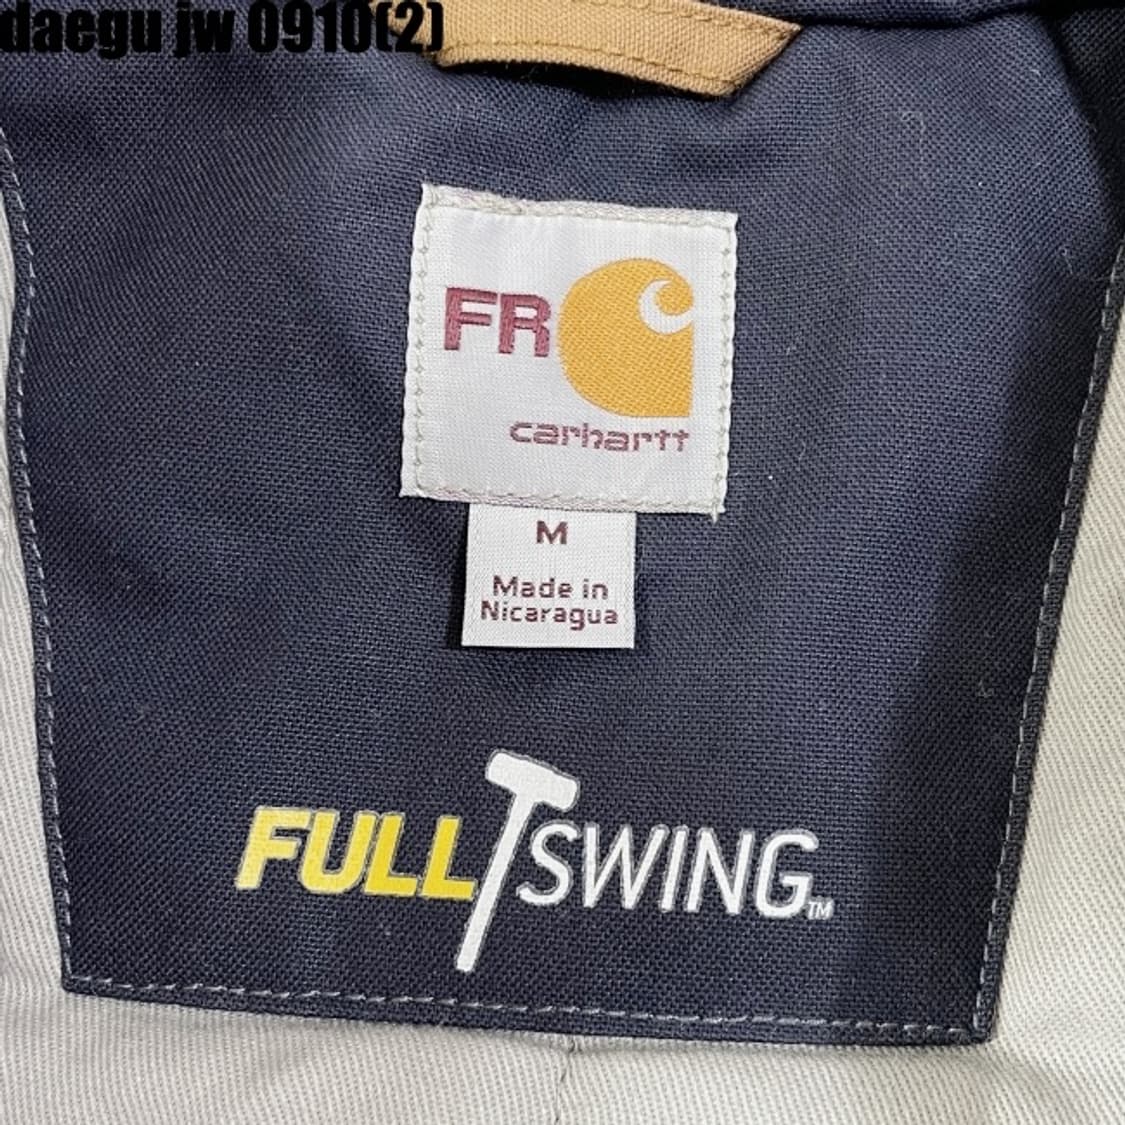 daegu jw 0910(2)
FR
carhartt
M
Made in
Nicaragua
FULL SWING TM